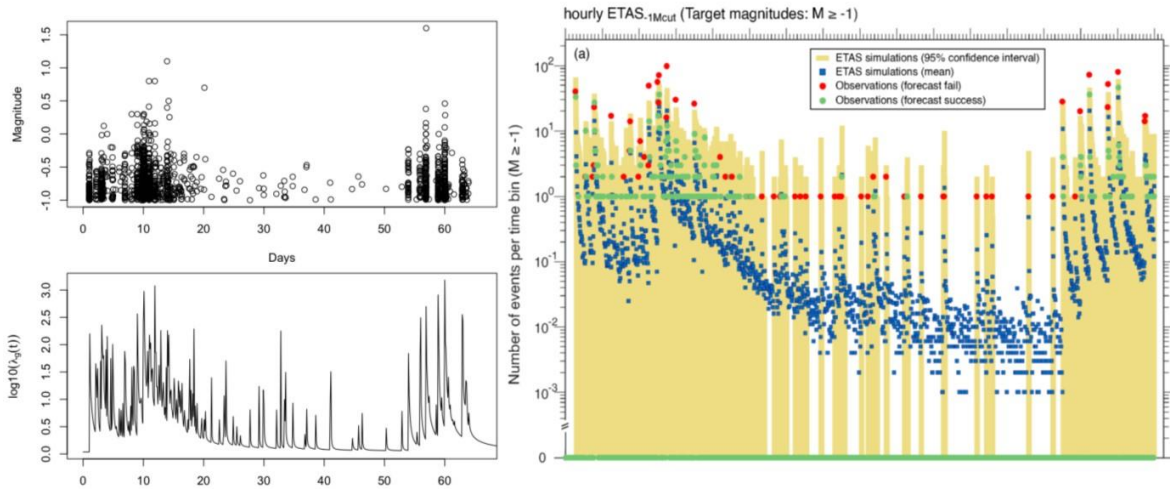 hourly ETAS-1Mcut (Target magnitudes: M ≥ -1)
Magnitude
1.5
1.0
0.5
0.0
-0.5
-1.0
0 10 20 30 40 50 60
Days
log10(λg(t))
3.0
2.5
2.0
1.5
1.0
0.5
0.0
0 10 20 30 40 50 60
(a)
ETAS simulations (95% confidence interval)
ETAS simulations (mean)
Observations (forecast fail)
Observations (forecast success)
Number of events per time bin (M ≥ -1)
10²
10¹
10⁰
10⁻¹
10⁻²
10⁻³
0